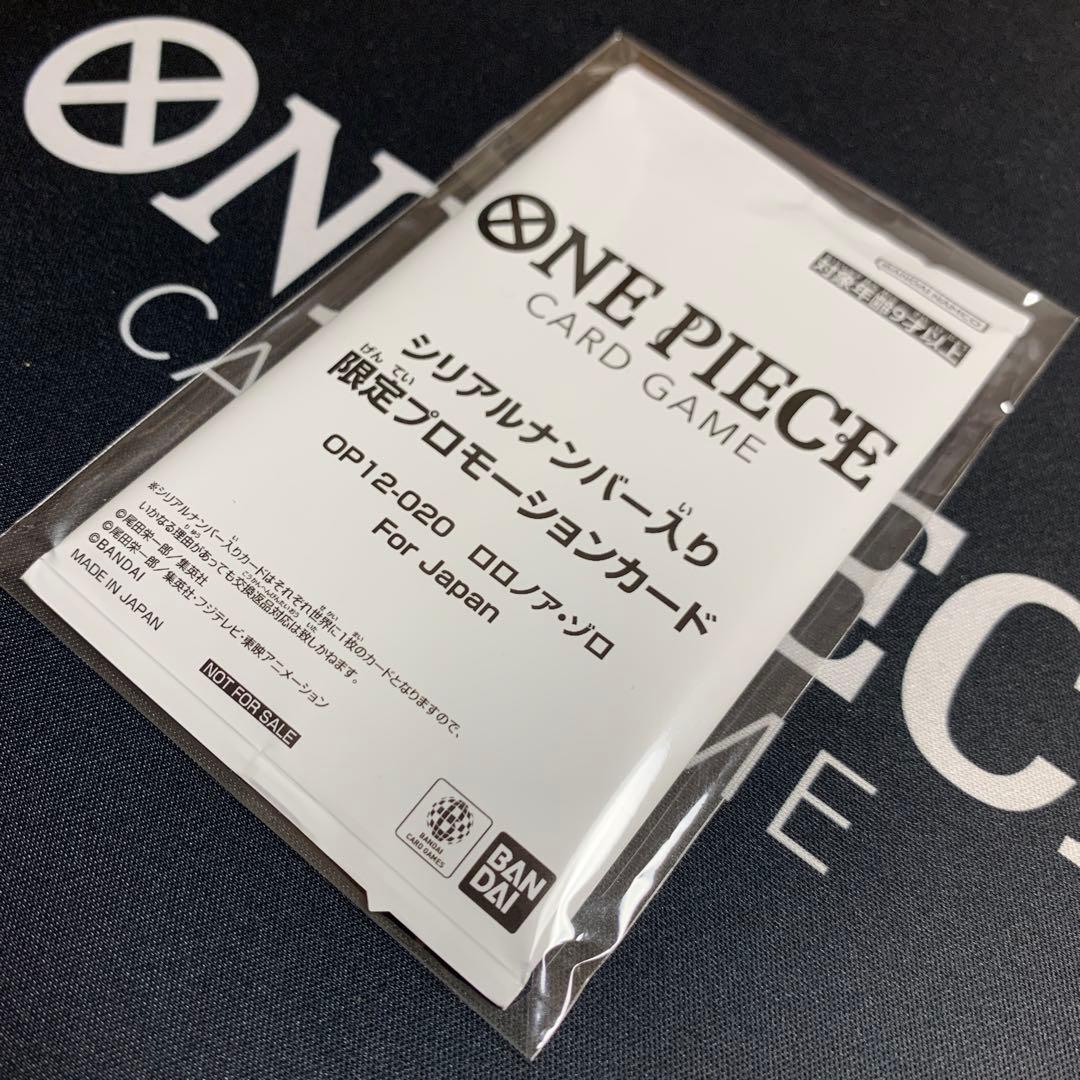 BANDAI NAMCO
対象年齢9才以上
ONE PIECE
CARD GAME
シリアルナンバー入り
限定プロモーションカード
OP12-020 ロロノア・ゾロ
For Japan
※シリアルナンバー入りカードはそれぞれ世界に1枚のカードとなりますので、
いかなる理由があっても交換返品対応は致しかねます。
©尾田栄一郎／集英社
©尾田栄一郎／集英社・フジテレビ・東映アニメーション
©BANDAI
MADE IN JAPAN
NOT FOR SALE
BANDAI
CARD GAMES
BAN
DAI